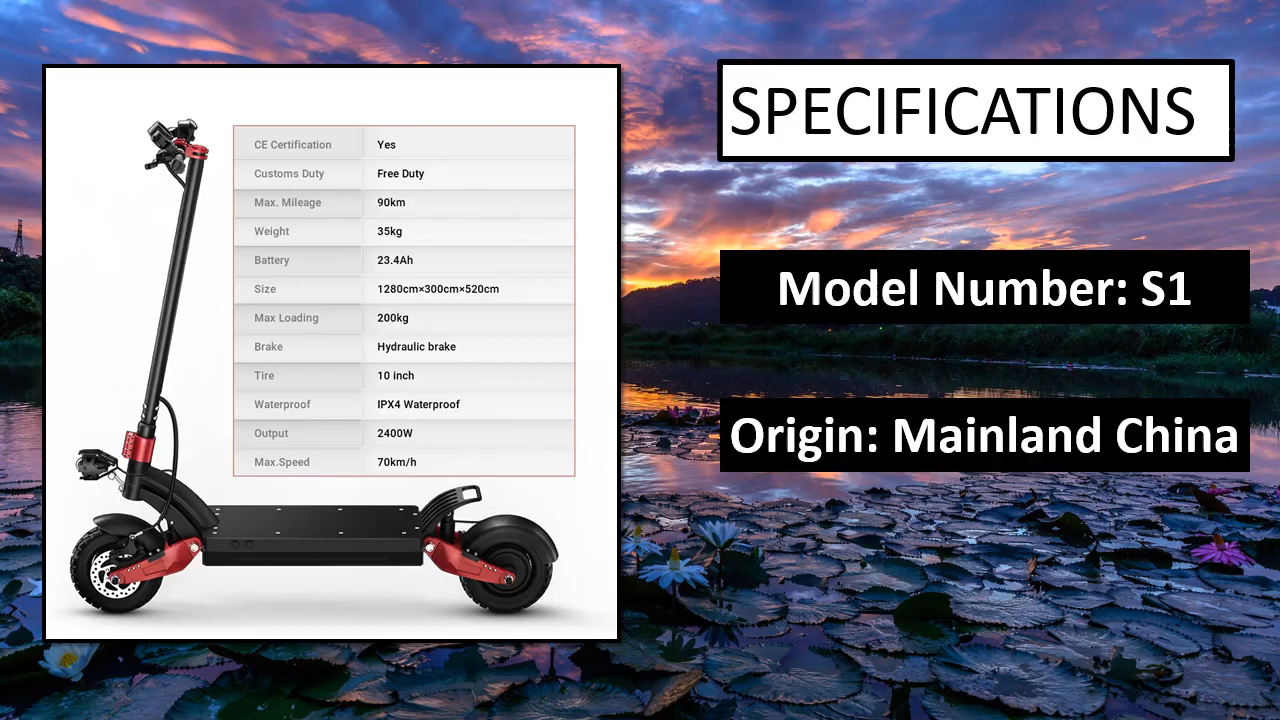 SPECIFICATIONS
CE Certification Yes
Customs Duty Free Duty
Max. Mileage 90km
Weight 35kg
Battery 23.4Ah
Size 1280cm×300cm×520cm
Max Loading 200kg
Brake Hydraulic brake
Tire 10 inch
Waterproof IPX4 Waterproof
Output 2400W
Max.Speed 70km/h
Model Number: S1
Origin: Mainland China